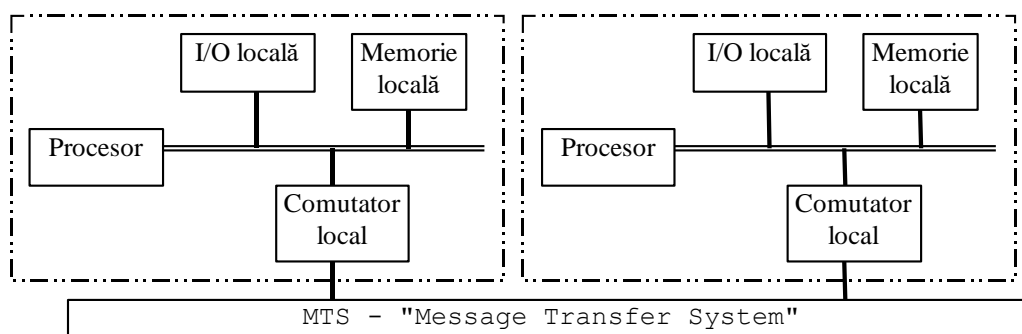 I/O locală
Memorie
locală
Procesor
Comutator
local
I/O locală
Memorie
locală
Procesor
Comutator
local
MTS - "Message Transfer System"